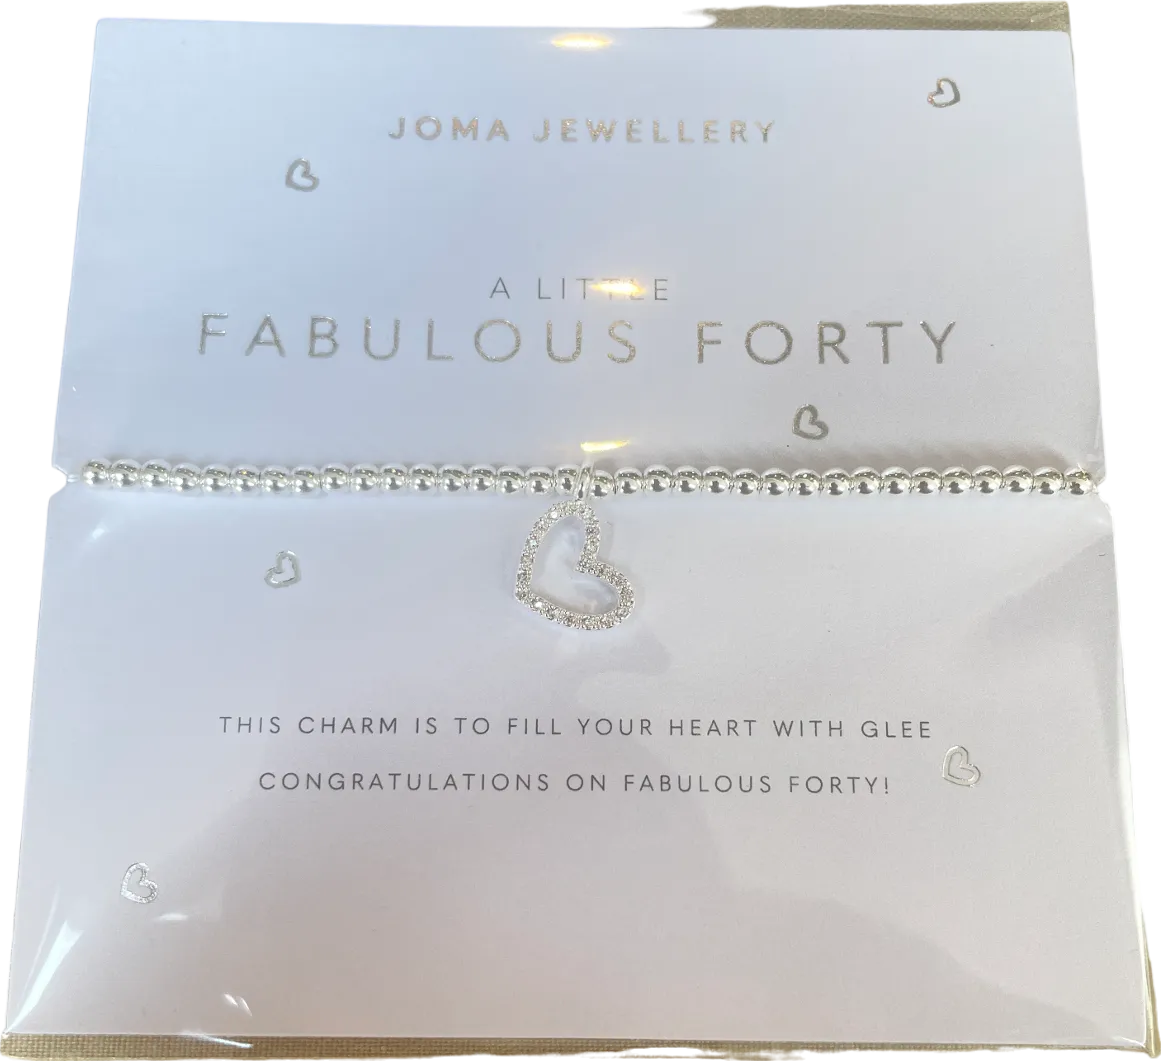 JOMA JEWELLERY
A LITTLE
FABULOUS FORTY
THIS CHARM IS TO FILL YOUR HEART WITH GLEE
CONGRATULATIONS ON FABULOUS FORTY!